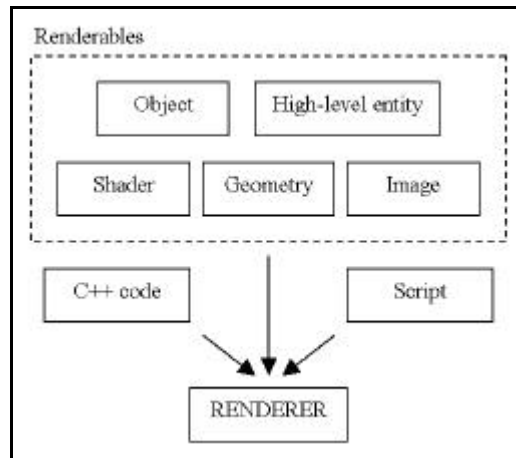 Renderables
Object
High-level entity
Shader
Geometry
Image
C++ code
Script
RENDERER